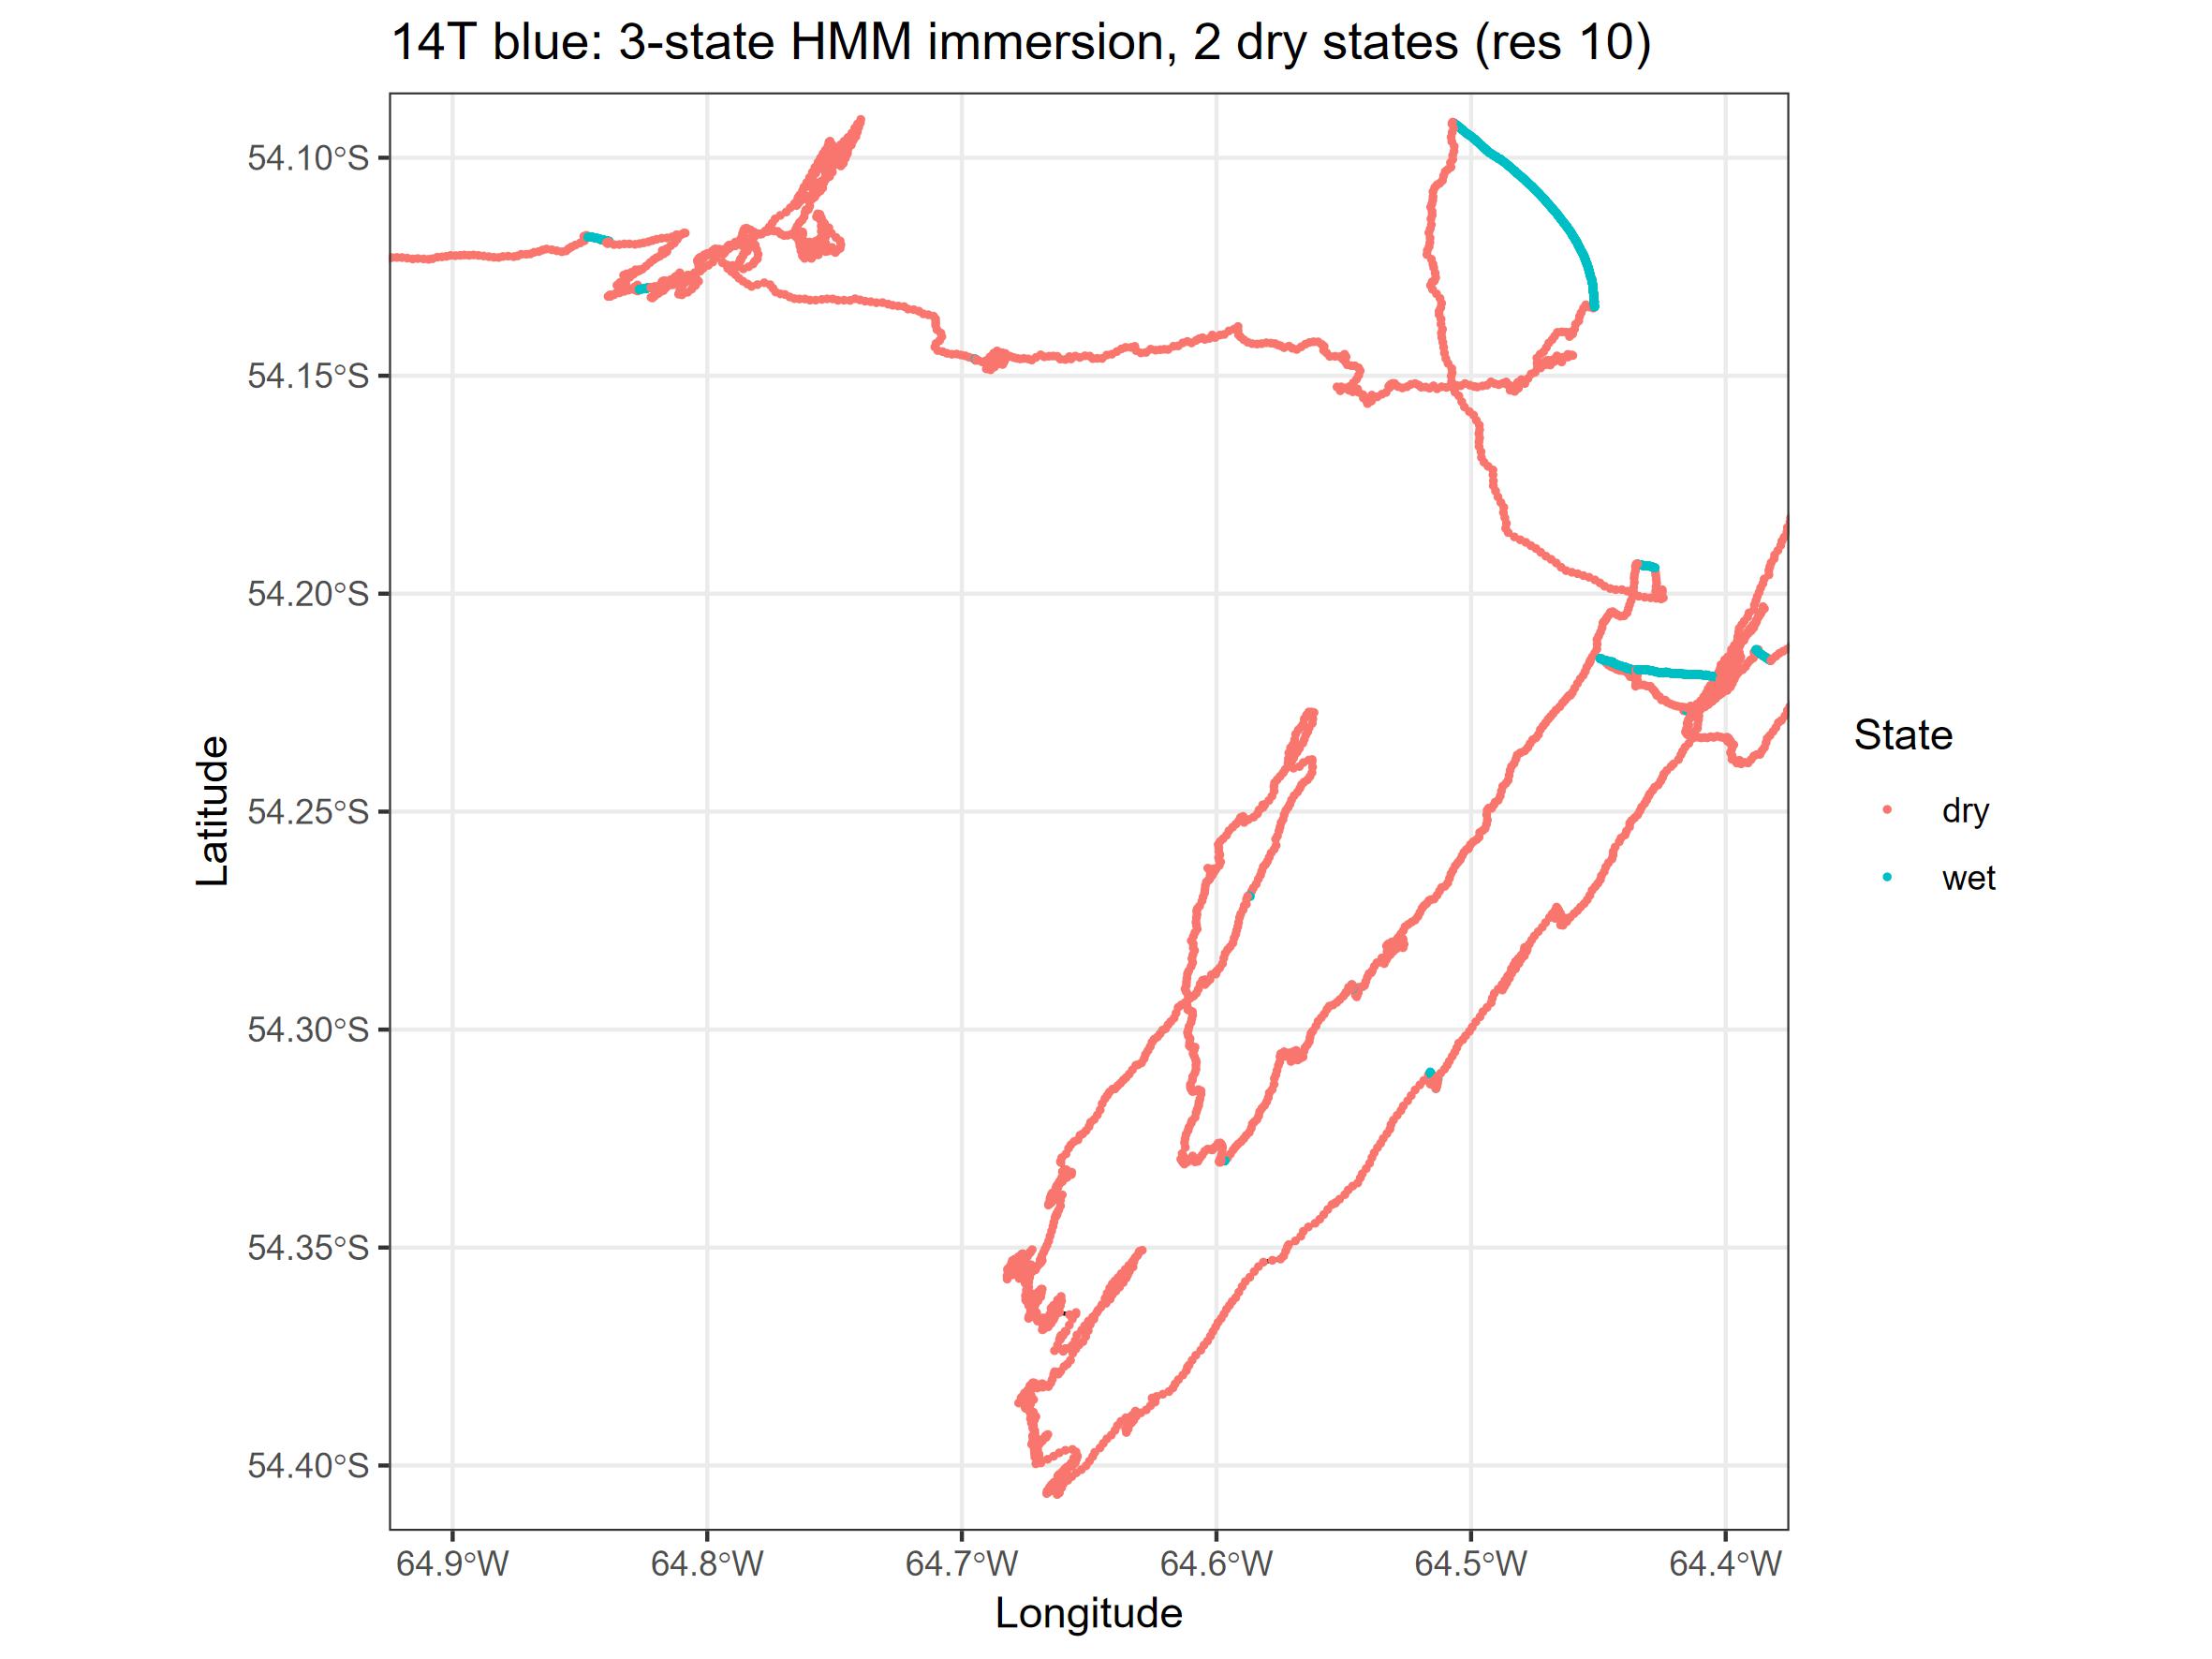 14T blue: 3-state HMM immersion, 2 dry states (res 10)
54.10°S
54.15°S
54.20°S
54.25°S
54.30°S
54.35°S
54.40°S
Latitude
64.9°W 64.8°W 64.7°W 64.6°W 64.5°W 64.4°W
Longitude
State
dry
wet